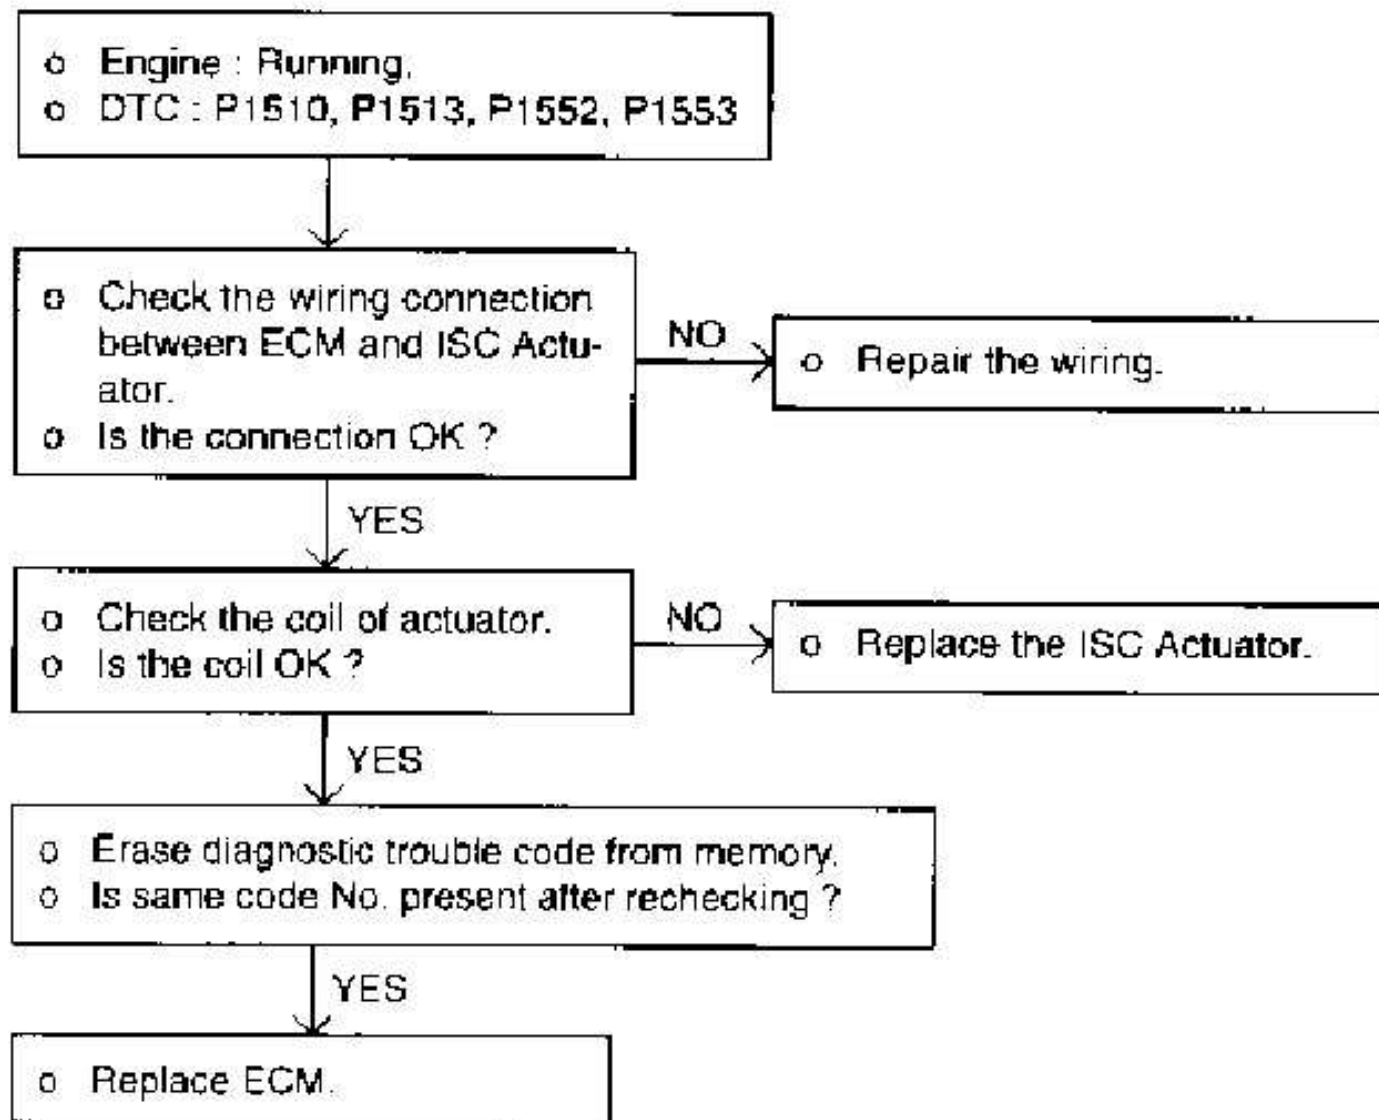 o Engine : Running.
o DTC : P1510, P1513, P1552, P1553
o Check the wiring connection
between ECM and ISC Actu-
ator.
o Is the connection OK ?
NO
o Repair the wiring.
YES
o Check the coil of actuator.
o Is the coil OK ?
NO
o Replace the ISC Actuator.
YES
o Erase diagnostic trouble code from memory.
o Is same code No. present after rechecking ?
YES
o Replace ECM.